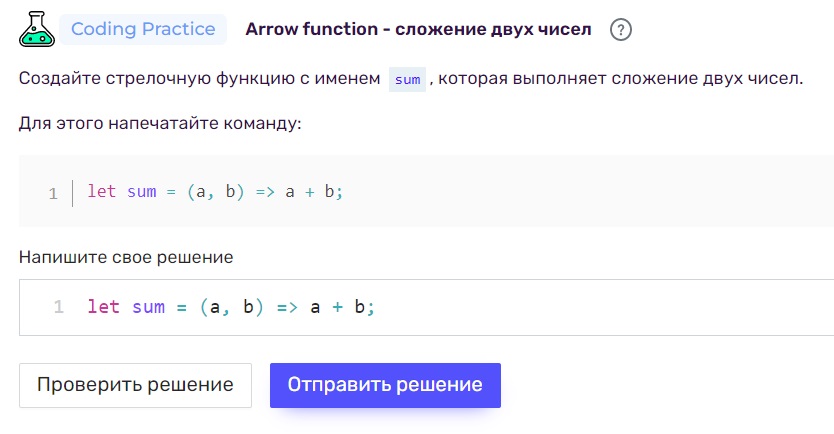 Coding Practice Arrow function - сложение двух чисел ?
Создайте стрелочную функцию с именем sum, которая выполняет сложение двух чисел.
Для этого напечатайте команду:
1 let sum = (a, b) => a + b;
Напишите свое решение
1 let sum = (a, b) => a + b;
Проверить решение Отправить решение